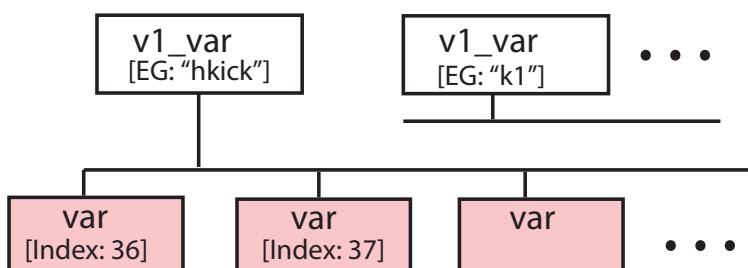 v1_var
[EG: “hkick”]
v1_var
[EG: “k1”]
• • •
var
[Index: 36]
var
[Index: 37]
var
• • •